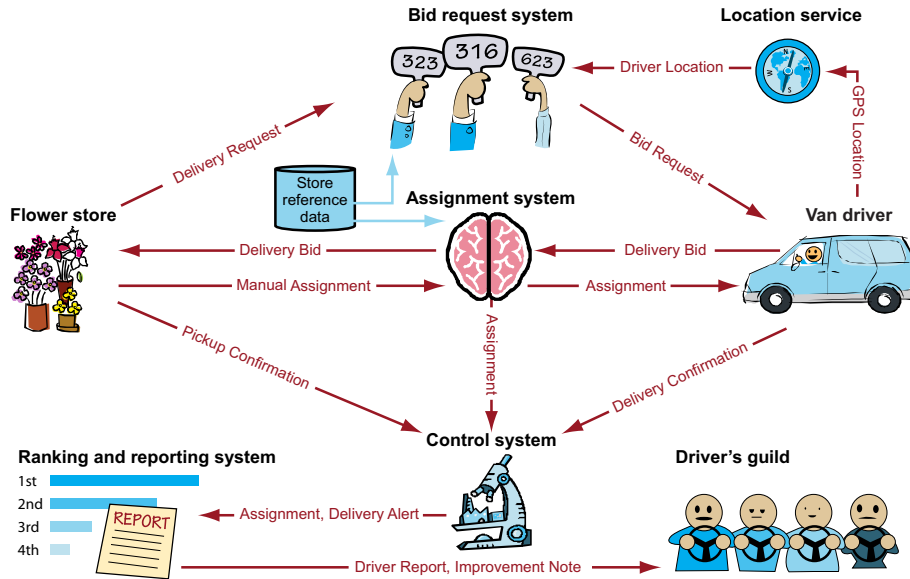 Bid request system
Location service
323
316
623
Driver Location
N
E
S
W
GPS Location
Delivery Request
Bid Request
Store
reference
data
Assignment system
Flower store
Van driver
Delivery Bid
Delivery Bid
Manual Assignment
Assignment
Pickup Confirmation
Assignment
Delivery Confirmation
Control system
Ranking and reporting system
Driver's guild
1st
2nd
3rd
4th
REPORT
Assignment, Delivery Alert
Driver Report, Improvement Note